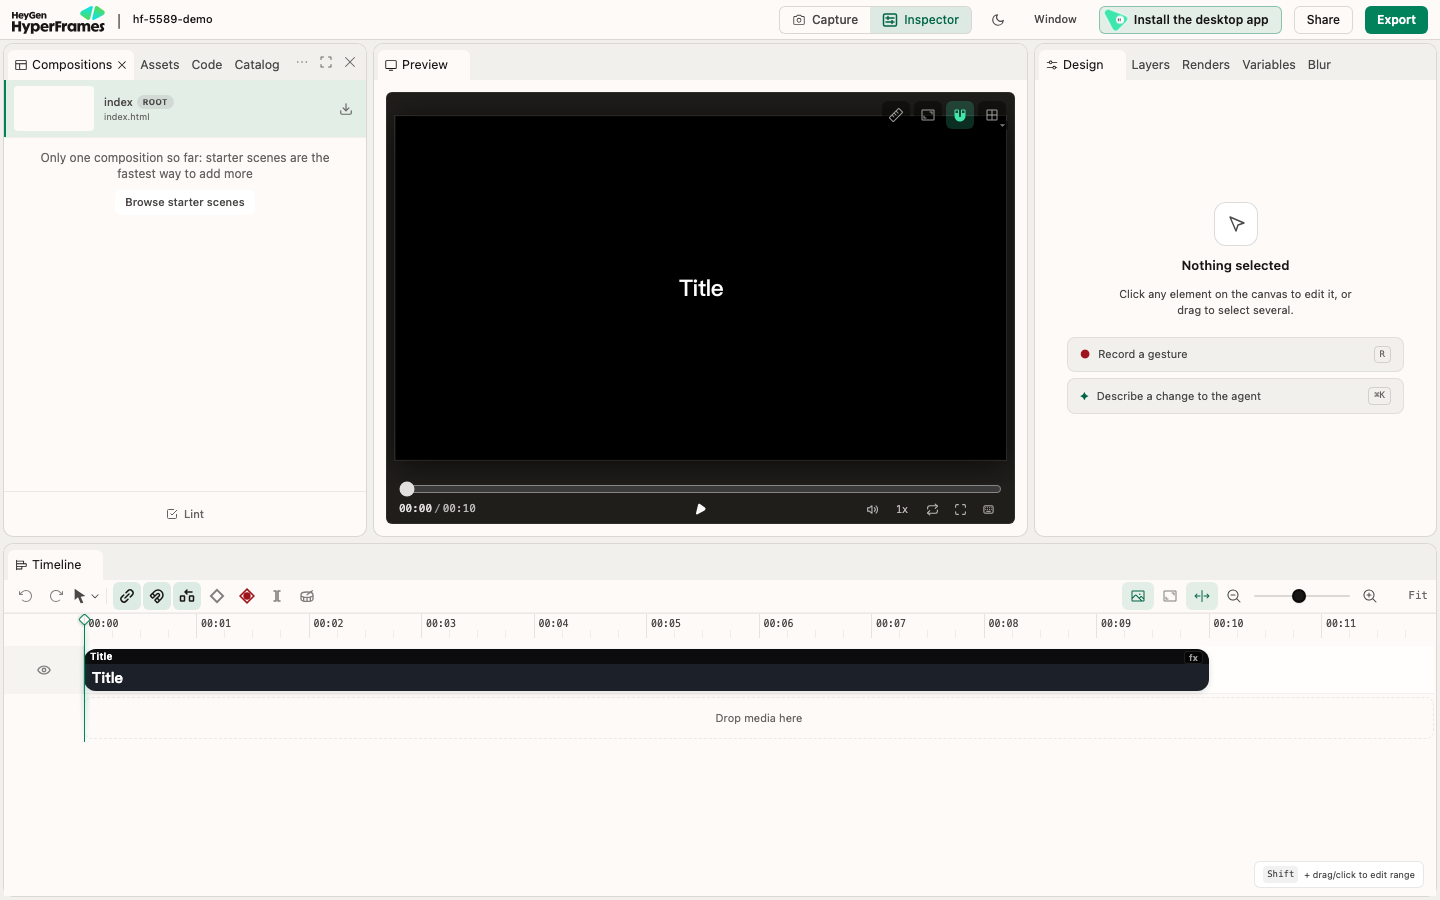 HeyGen
HyperFrames
hf-5589-demo
Capture
Inspector
Window
Install the desktop app
Share
Export
Compositions
Assets
Code
Catalog
index ROOT
index.html
Only one composition so far: starter scenes are the
fastest way to add more
Browse starter scenes
Lint
Preview
Title
00:00 / 00:10
1x
Design
Layers
Renders
Variables
Blur
Nothing selected
Click any element on the canvas to edit it, or
drag to select several.
Record a gesture R
Describe a change to the agent ⌘K
Timeline
Fit
00:00 00:01 00:02 00:03 00:04 00:05 00:06 00:07 00:08 00:09 00:10 00:11
Title fx
Title
Drop media here
Shift + drag/click to edit range